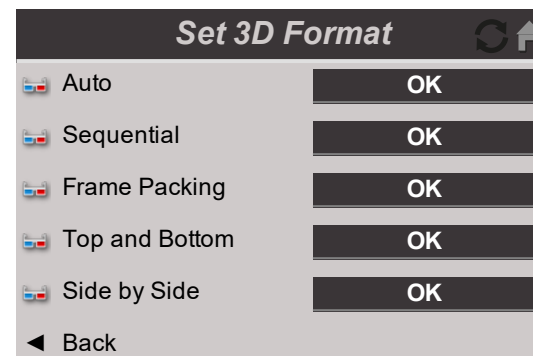 Set 3D Format
Auto OK
Sequential OK
Frame Packing OK
Top and Bottom OK
Side by Side OK
◄ Back